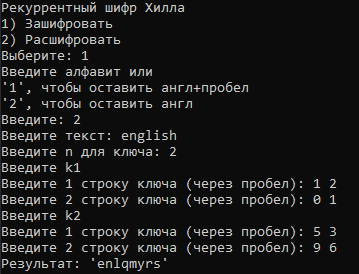 Рекуррентный шифр Хилла
1) Зашифровать
2) Расшифровать
Выберите: 1
Введите алфавит или
'1', чтобы оставить англ+пробел
'2', чтобы оставить англ
Введите: 2
Введите текст: english
Введите n для ключа: 2
Введите k1
Введите 1 строку ключа (через пробел): 1 2
Введите 2 строку ключа (через пробел): 0 1
Введите k2
Введите 1 строку ключа (через пробел): 5 3
Введите 2 строку ключа (через пробел): 9 6
Результат: 'enlqmyrs'